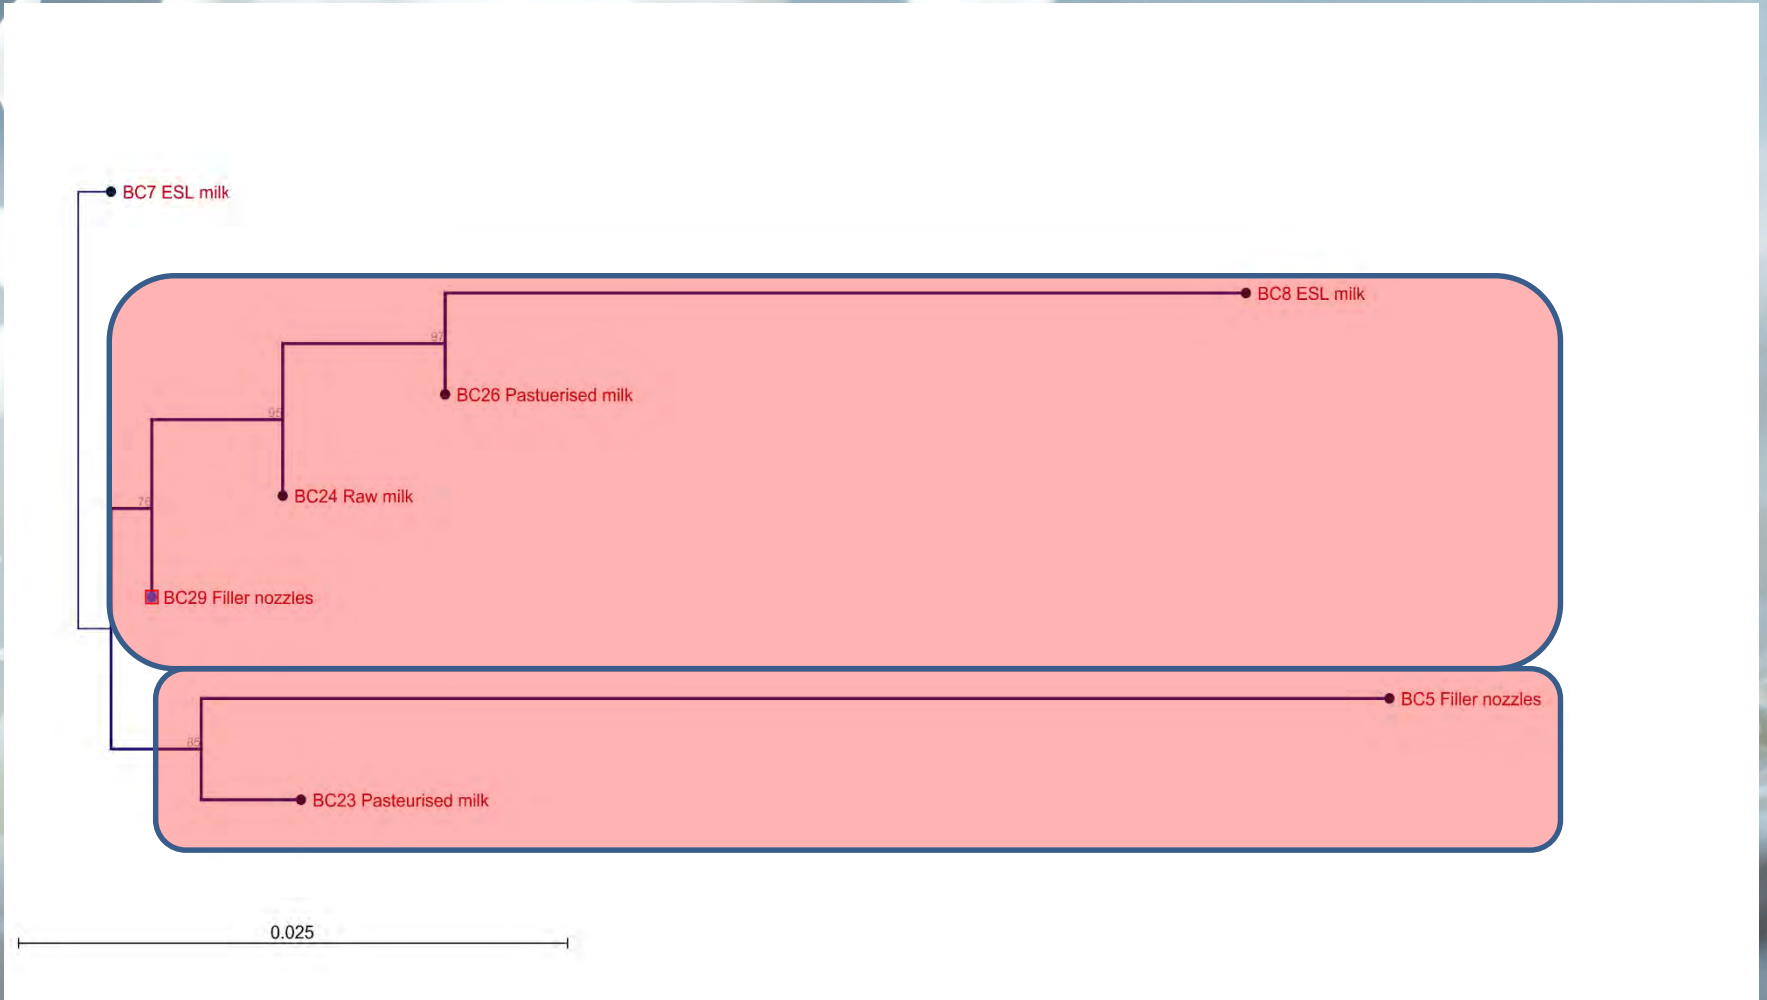 BC7 ESL milk
BC8 ESL milk
97
BC26 Pastuerised milk
95
BC24 Raw milk
76
BC29 Filler nozzles
BC5 Filler nozzles
85
BC23 Pasteurised milk
0.025